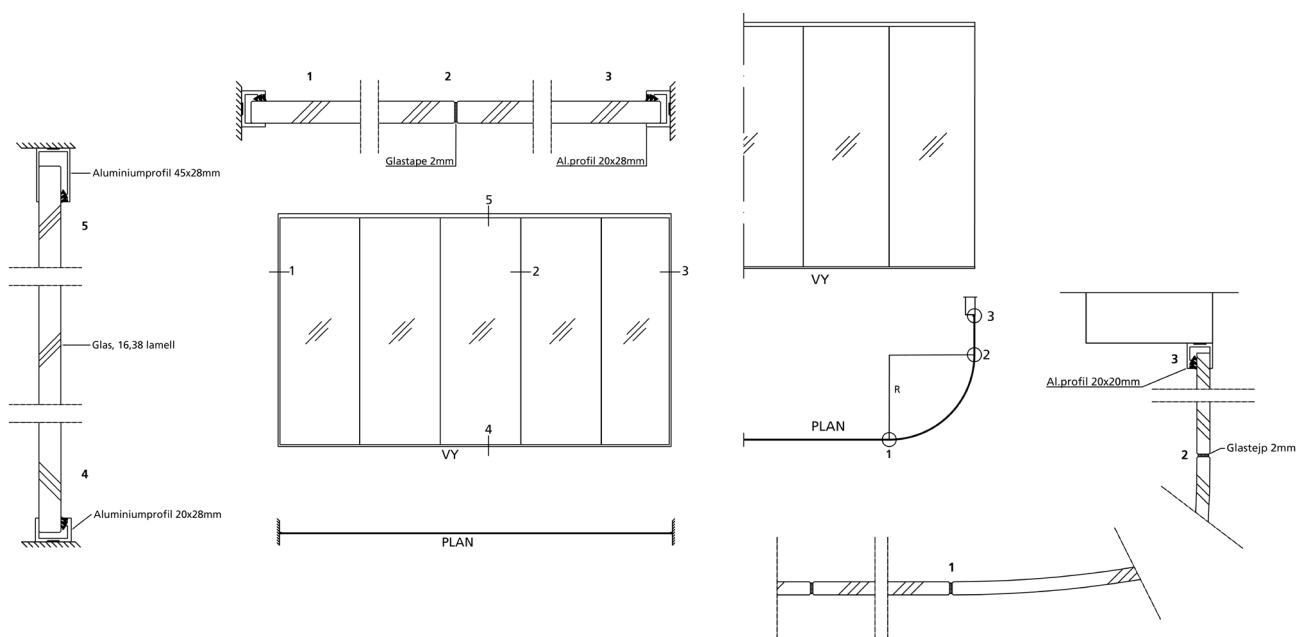 1 2 3
Glastape 2mm Al.profil 20x28mm
Aluminiumprofil 45x28mm
5
Glas, 16,38 lamell
4
Aluminiumprofil 20x28mm
5
1 2 3
4
VY
PLAN
VY
3
2
R
PLAN
1
3
Al.profil 20x20mm
Glastejp 2mm
2
1